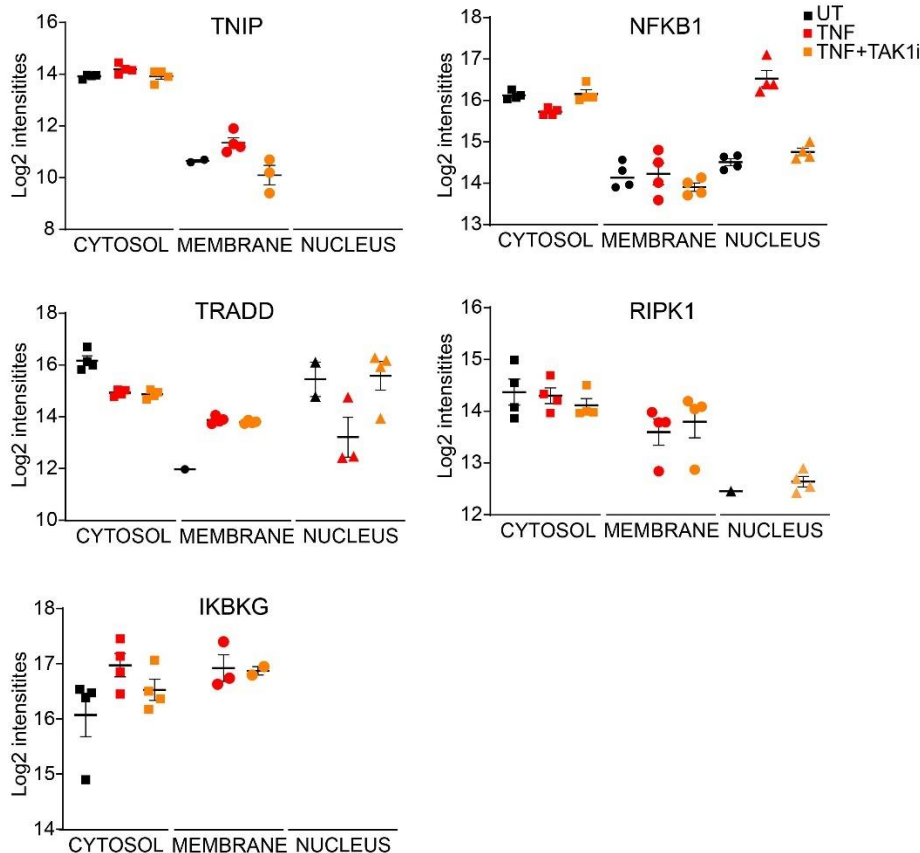 TNIP
Log2 intensitites
16
14
12
10
8
CYTOSOL MEMBRANE NUCLEUS
NFKB1
UT
TNF
TNF+TAK1i
Log2 intensitites
17
16
15
14
13
CYTOSOL MEMBRANE NUCLEUS
TRADD
Log2 intensitites
18
16
14
12
10
CYTOSOL MEMBRANE NUCLEUS
RIPK1
Log2 intensitites
16
15
14
13
12
CYTOSOL MEMBRANE NUCLEUS
IKBKG
Log2 intensitites
18
17
16
15
14
CYTOSOL MEMBRANE NUCLEUS